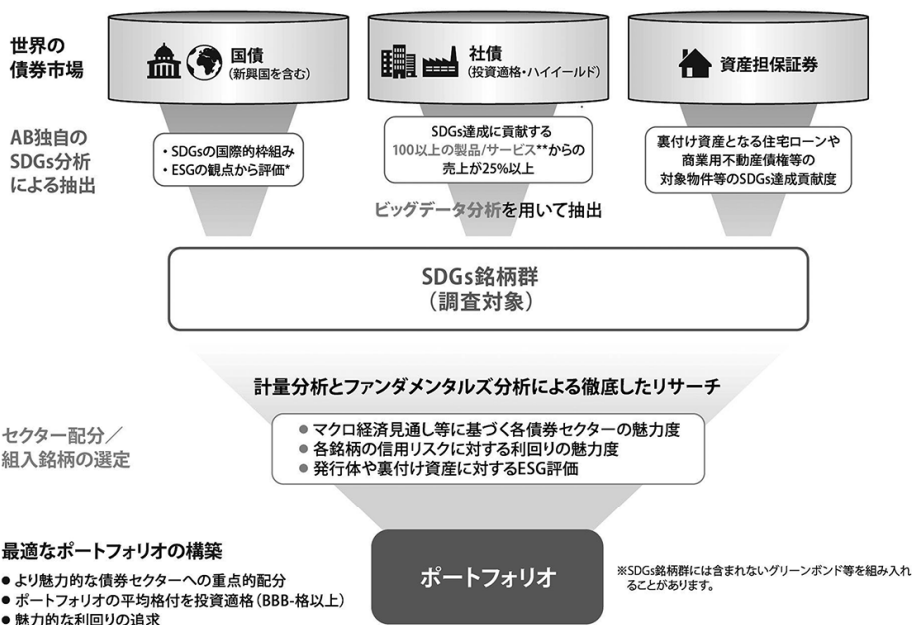 世界の
債券市場
国債
(新興国を含む)
社債
(投資適格・ハイイールド)
資産担保証券
AB独自の
SDGs分析
による抽出
・SDGsの国際的枠組み
・ESGの観点から評価*
SDGs達成に貢献する
100以上の製品/サービス**からの
売上が25%以上
裏付け資産となる住宅ローンや
商業用不動産債権等の
対象物件等のSDGs達成貢献度
ビッグデータ分析を用いて抽出
SDGs銘柄群
(調査対象)
計量分析とファンダメンタルズ分析による徹底したリサーチ
セクター配分/
組入銘柄の選定
●マクロ経済見通し等に基づく各債券セクターの魅力度
●各銘柄の信用リスクに対する利回りの魅力度
●発行体や裏付け資産に対するESG評価
最適なポートフォリオの構築
●より魅力的な債券セクターへの重点的配分
●ポートフォリオの平均格付を投資適格(BBB-格以上)
●魅力的な利回りの追求
ポートフォリオ
※SDGs銘柄群には含まれないグリーンボンド等を組み入れ
ることがあります。